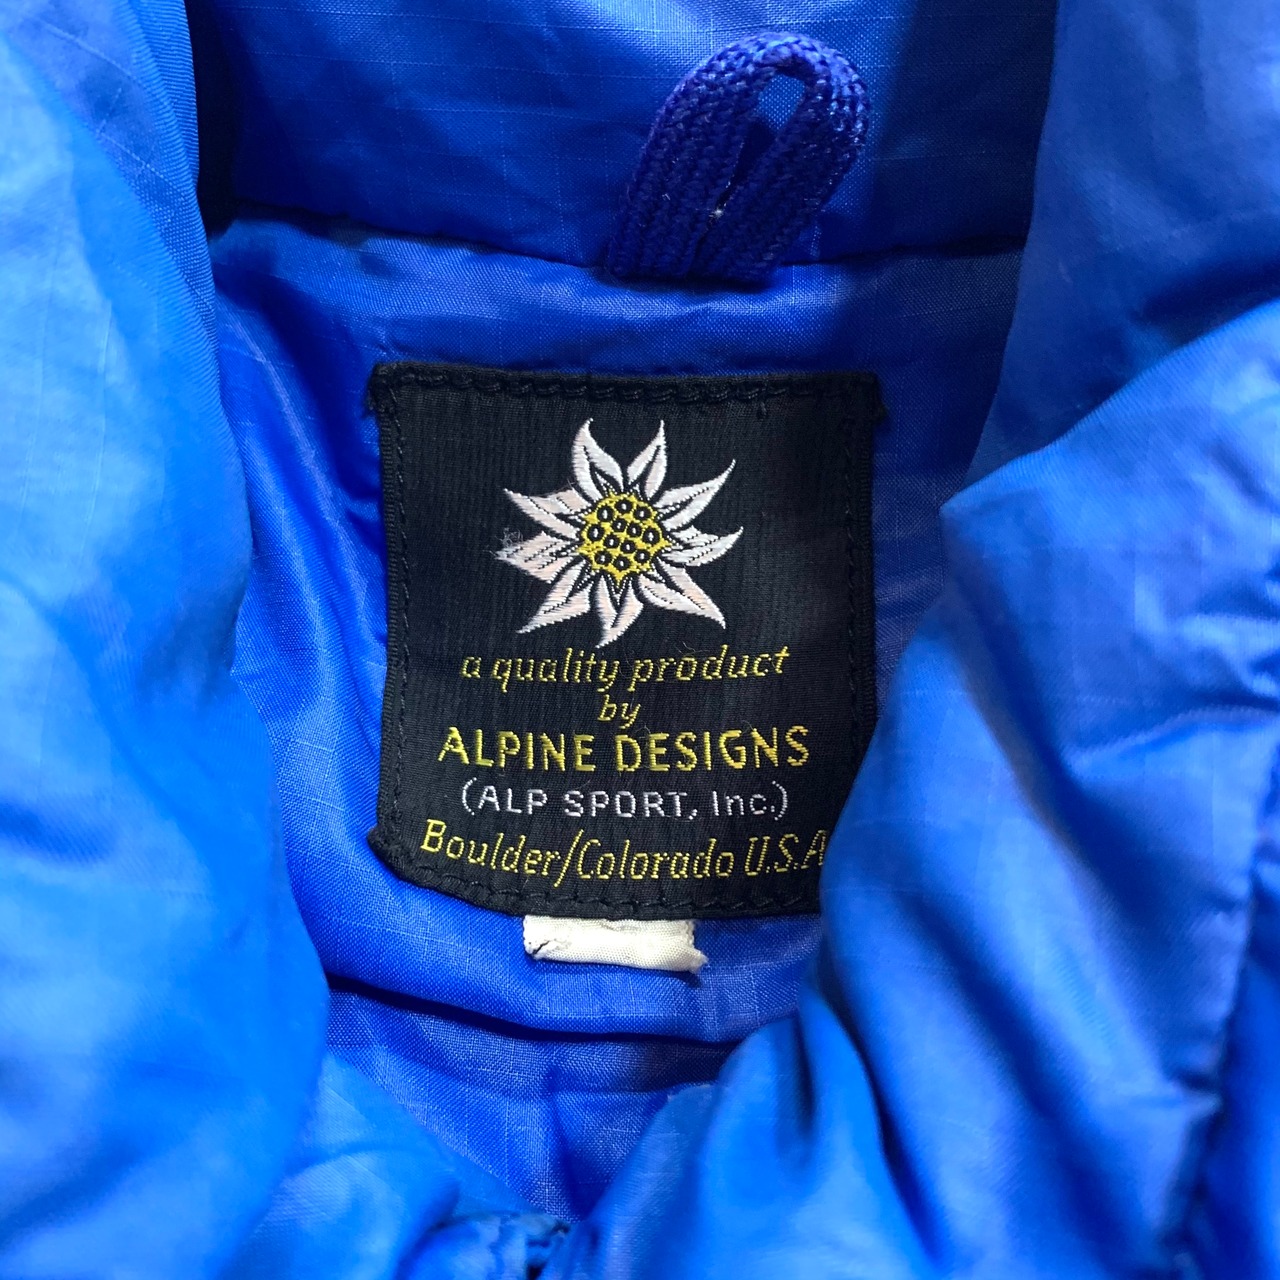 a quality product
by
ALPINE DESIGNS
(ALP SPORT, Inc.)
Boulder/Colorado U.S.A